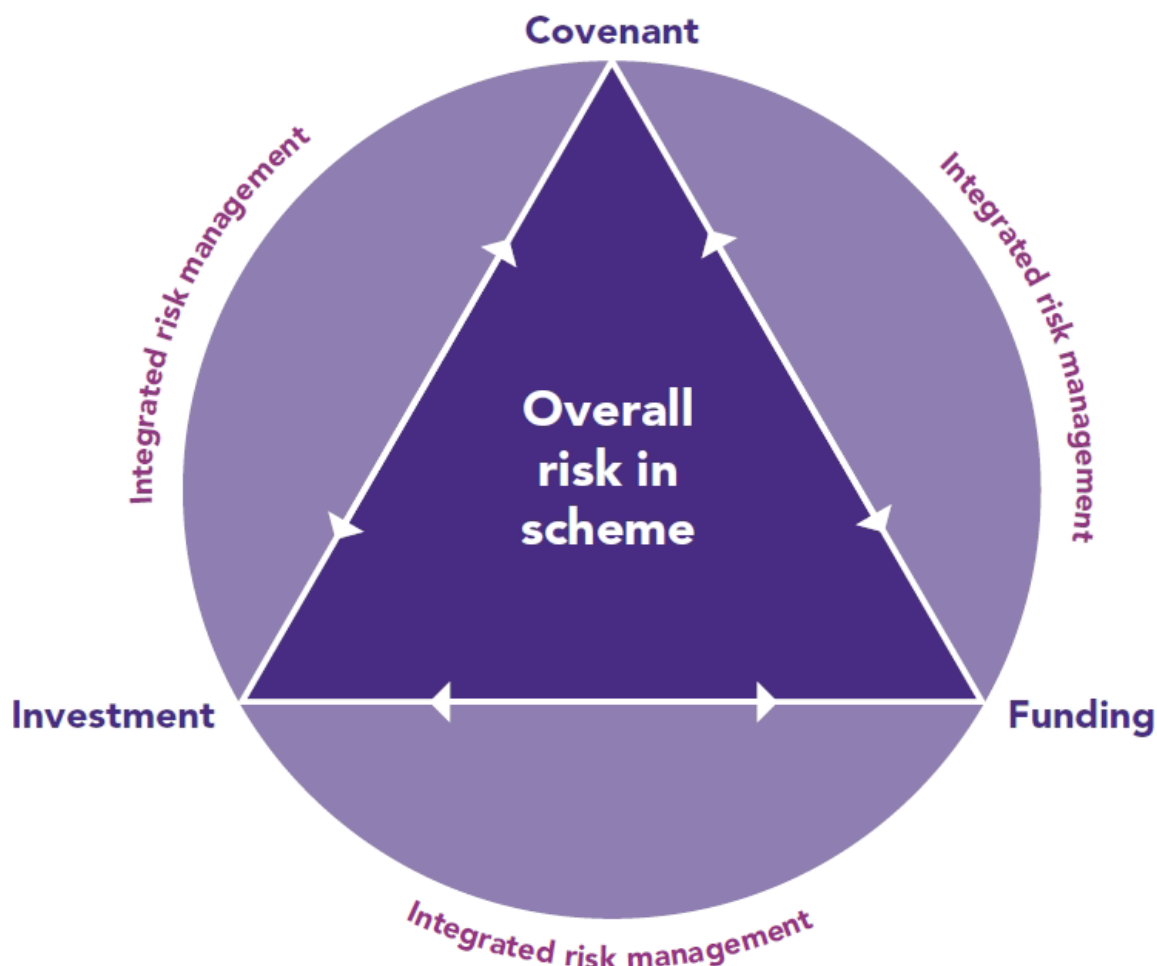 Covenant
Integrated risk management
Integrated risk management
Overall
risk in
scheme
Investment
Funding
Integrated risk management